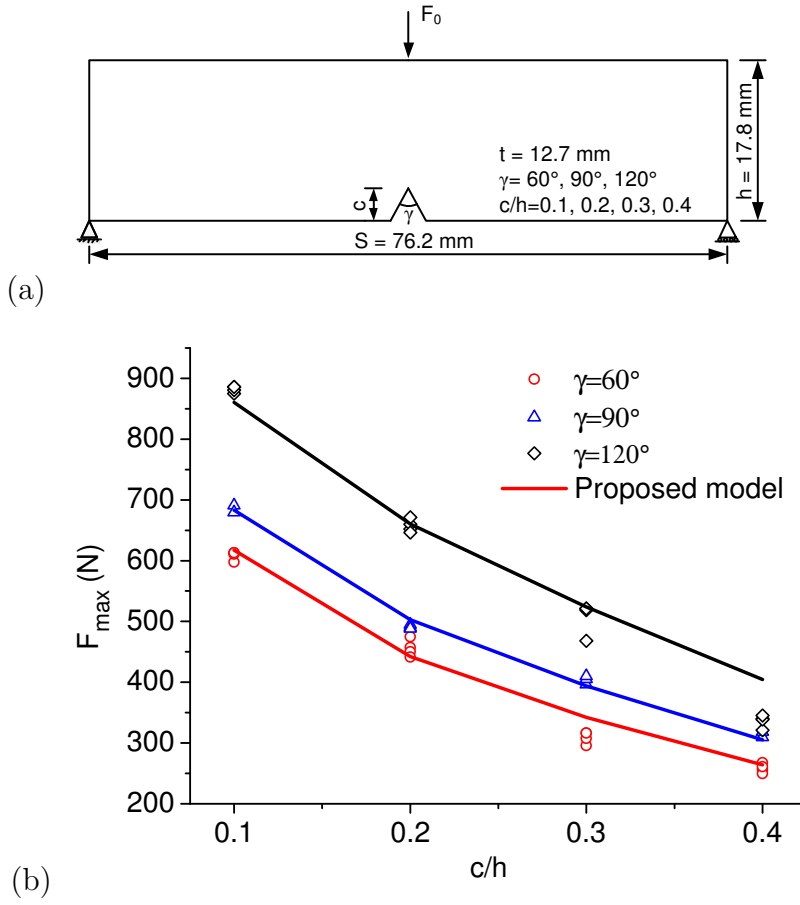 F0
t = 12.7 mm
γ= 60°, 90°, 120°
c/h=0.1, 0.2, 0.3, 0.4
h = 17.8 mm
c
γ
S = 76.2 mm
(a)
900
800
700
600
500
400
300
200
Fmax (N)
γ=60°
γ=90°
γ=120°
Proposed model
0.1 0.2 0.3 0.4
c/h
(b)